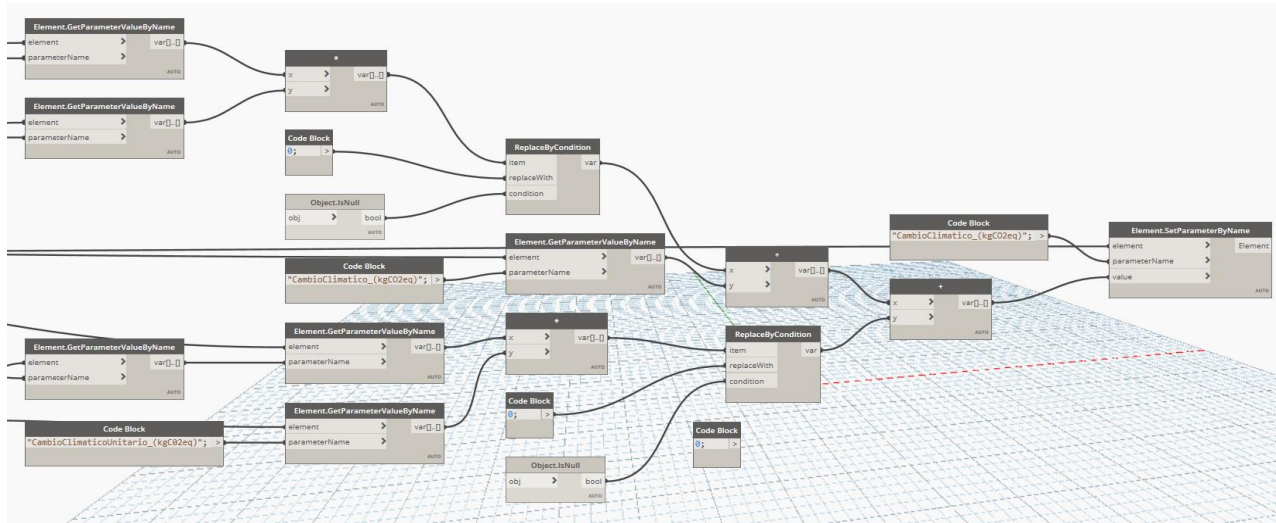 Element.GetParameterValueByName
element > var[]..[]
parameterName >
AUTO
Element.GetParameterValueByName
element > var[]..[]
parameterName >
AUTO
*
x > var[]..[]
y >
AUTO
Code Block
0; >
Object.IsNull
obj > bool
AUTO
ReplaceByCondition
item var
replaceWith
condition
AUTO
Code Block
"CambioClimatico_(kgCO2eq)"; >
Element.GetParameterValueByName
element > var[]..[]
parameterName >
AUTO
+
x > var[]..[]
y >
AUTO
Code Block
"CambioClimatico_(kgCO2eq)"; >
Element.SetParameterByName
element > Element
parameterName >
value >
AUTO
+
x > var[]..[]
y >
AUTO
Element.GetParameterValueByName
element > var[]..[]
parameterName >
AUTO
Element.GetParameterValueByName
element > var[]..[]
parameterName >
AUTO
*
x > var[]..[]
y >
AUTO
ReplaceByCondition
item var
replaceWith
condition
AUTO
Code Block
"CambioClimaticoUnitario_(kgC02eq)"; >
Element.GetParameterValueByName
element > var[]..[]
parameterName >
AUTO
Code Block
0; >
Code Block
0; >
Object.IsNull
obj > bool
AUTO